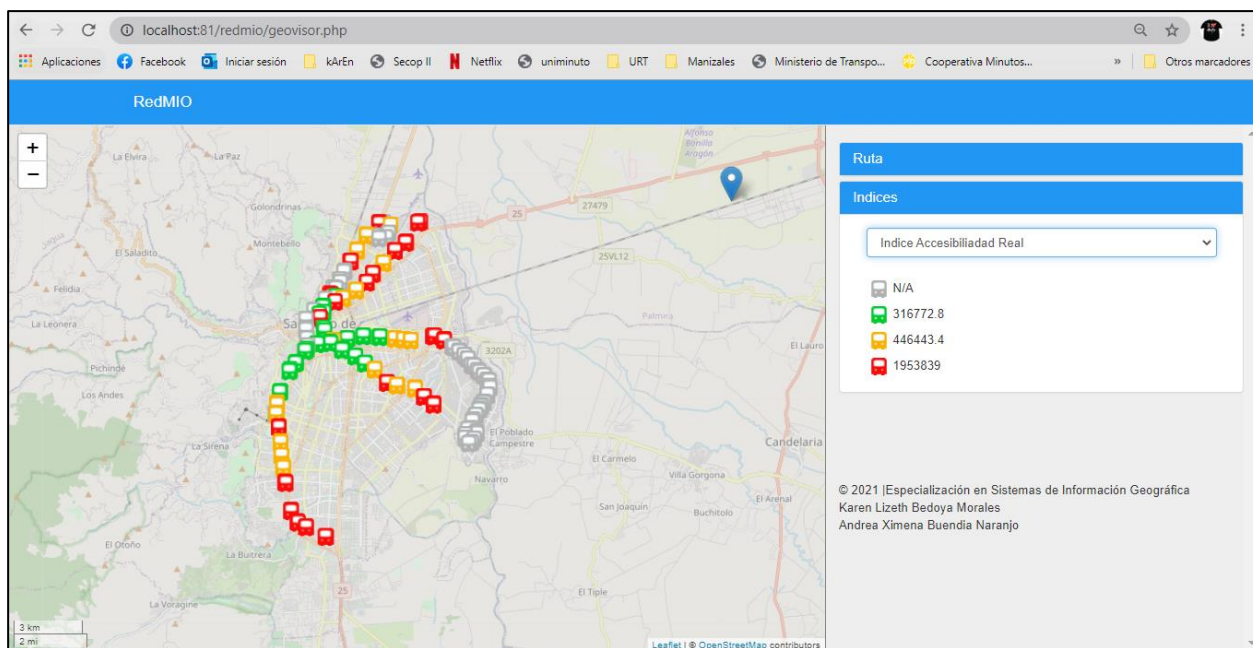 localhost:81/redmio/geovisor.php
Aplicaciones Facebook Iniciar sesión kArEn Secop II Netflix uniminuto URT Manizales Ministerio de Transpo... Cooperativa Minutos... » Otros marcadores
RedMIO
+
−
La Elvira
La Paz
Alfonso
Bonilla
Aragón
Golondrinas
27479
25
Montebello
El Saladito
25VL12
Felidia
Palmira
La Leonera
3202A
El Lauro
Pichindé
Los Andes
El Poblado
Campestre
La Sirena
Candelaria
El Carmelo
Villa Gorgona
Navarro
El Arenal
San Joaquín
Buchitolo
El Otoño
La Buitrera
25
El Tiple
La Voragine
3 km
2 mi
Leaflet | © OpenStreetMap contributors
Ruta
Indices
Indice Accesibiliadad Real
N/A
316772.8
446443.4
1953839
© 2021 |Especialización en Sistemas de Información Geográfica
Karen Lizeth Bedoya Morales
Andrea Ximena Buendia Naranjo